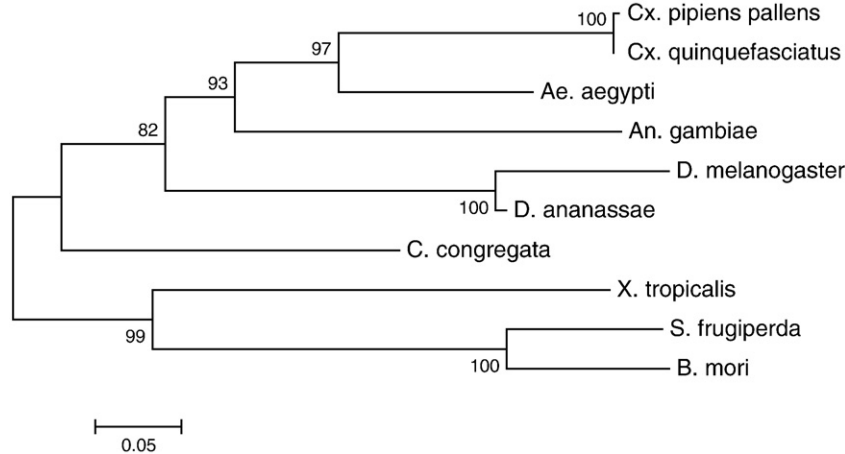 100
Cx. pipiens pallens
Cx. quinquefasciatus
97
Ae. aegypti
93
An. gambiae
82
D. melanogaster
100
D. ananassae
C. congregata
X. tropicalis
99
S. frugiperda
100
B. mori
0.05